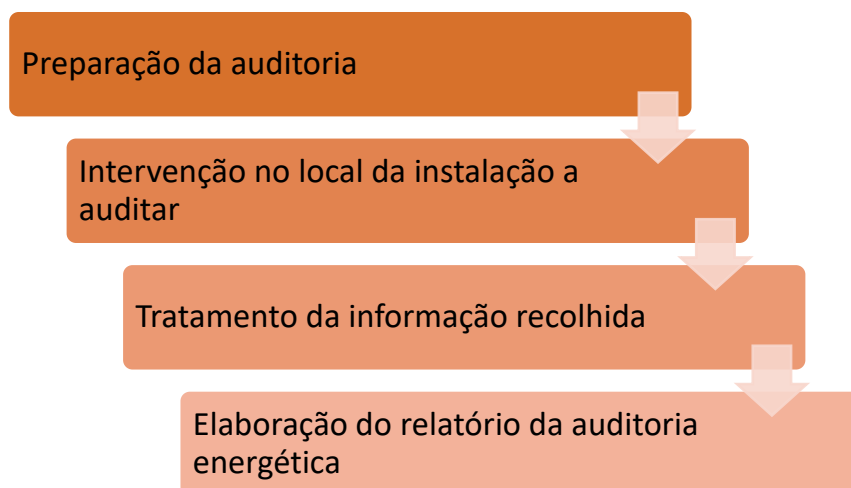 Preparação da auditoria
Intervenção no local da instalação a
auditar
Tratamento da informação recolhida
Elaboração do relatório da auditoria
energética